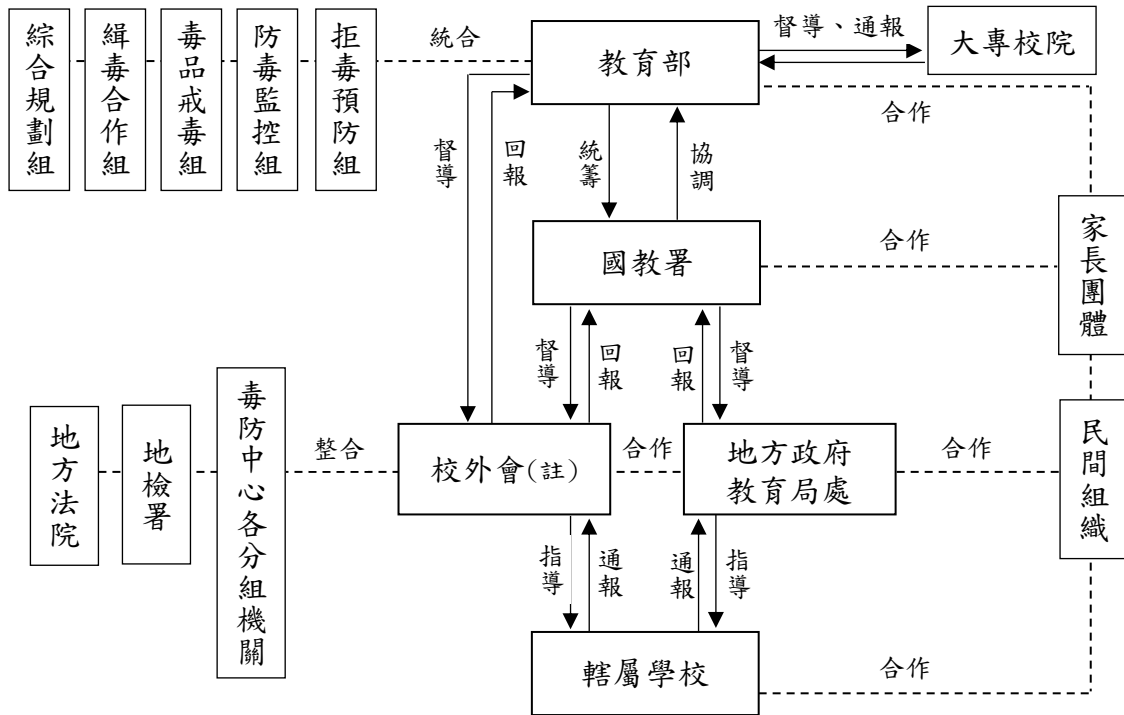 綜合規劃組
緝毒合作組
毒品戒毒組
防毒監控組
拒毒預防組
統合
教育部
督導、通報
大專校院
合作
督導
回報
統籌
協調
國教署
合作
家長團體
督導
回報
回報
督導
地方法院
地檢署
毒防中心各分組機關
整合
校外會(註)
合作
地方政府
教育局處
合作
民間組織
指導
通報
通報
指導
轄屬學校
合作